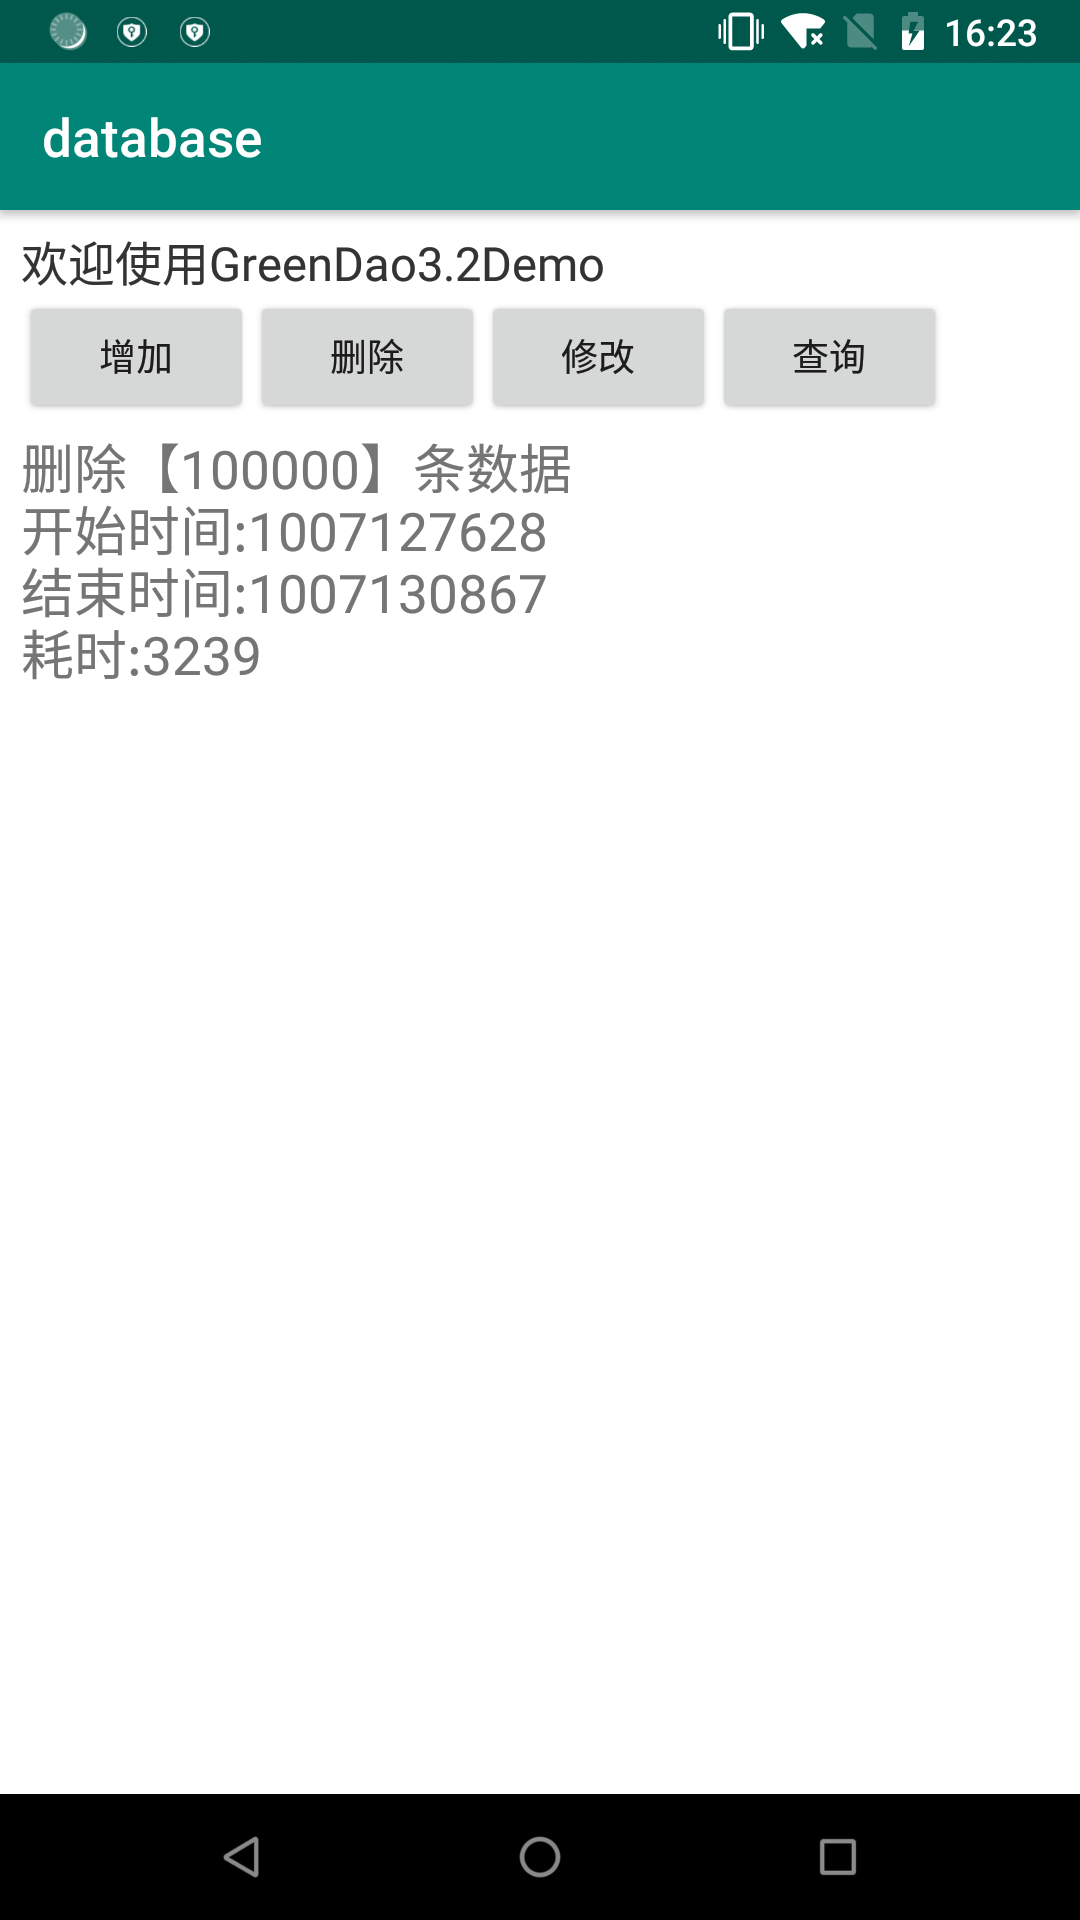 16:23
database
欢迎使用GreenDao3.2Demo
增加 删除 修改 查询
删除【100000】条数据
开始时间:1007127628
结束时间:1007130867
耗时:3239